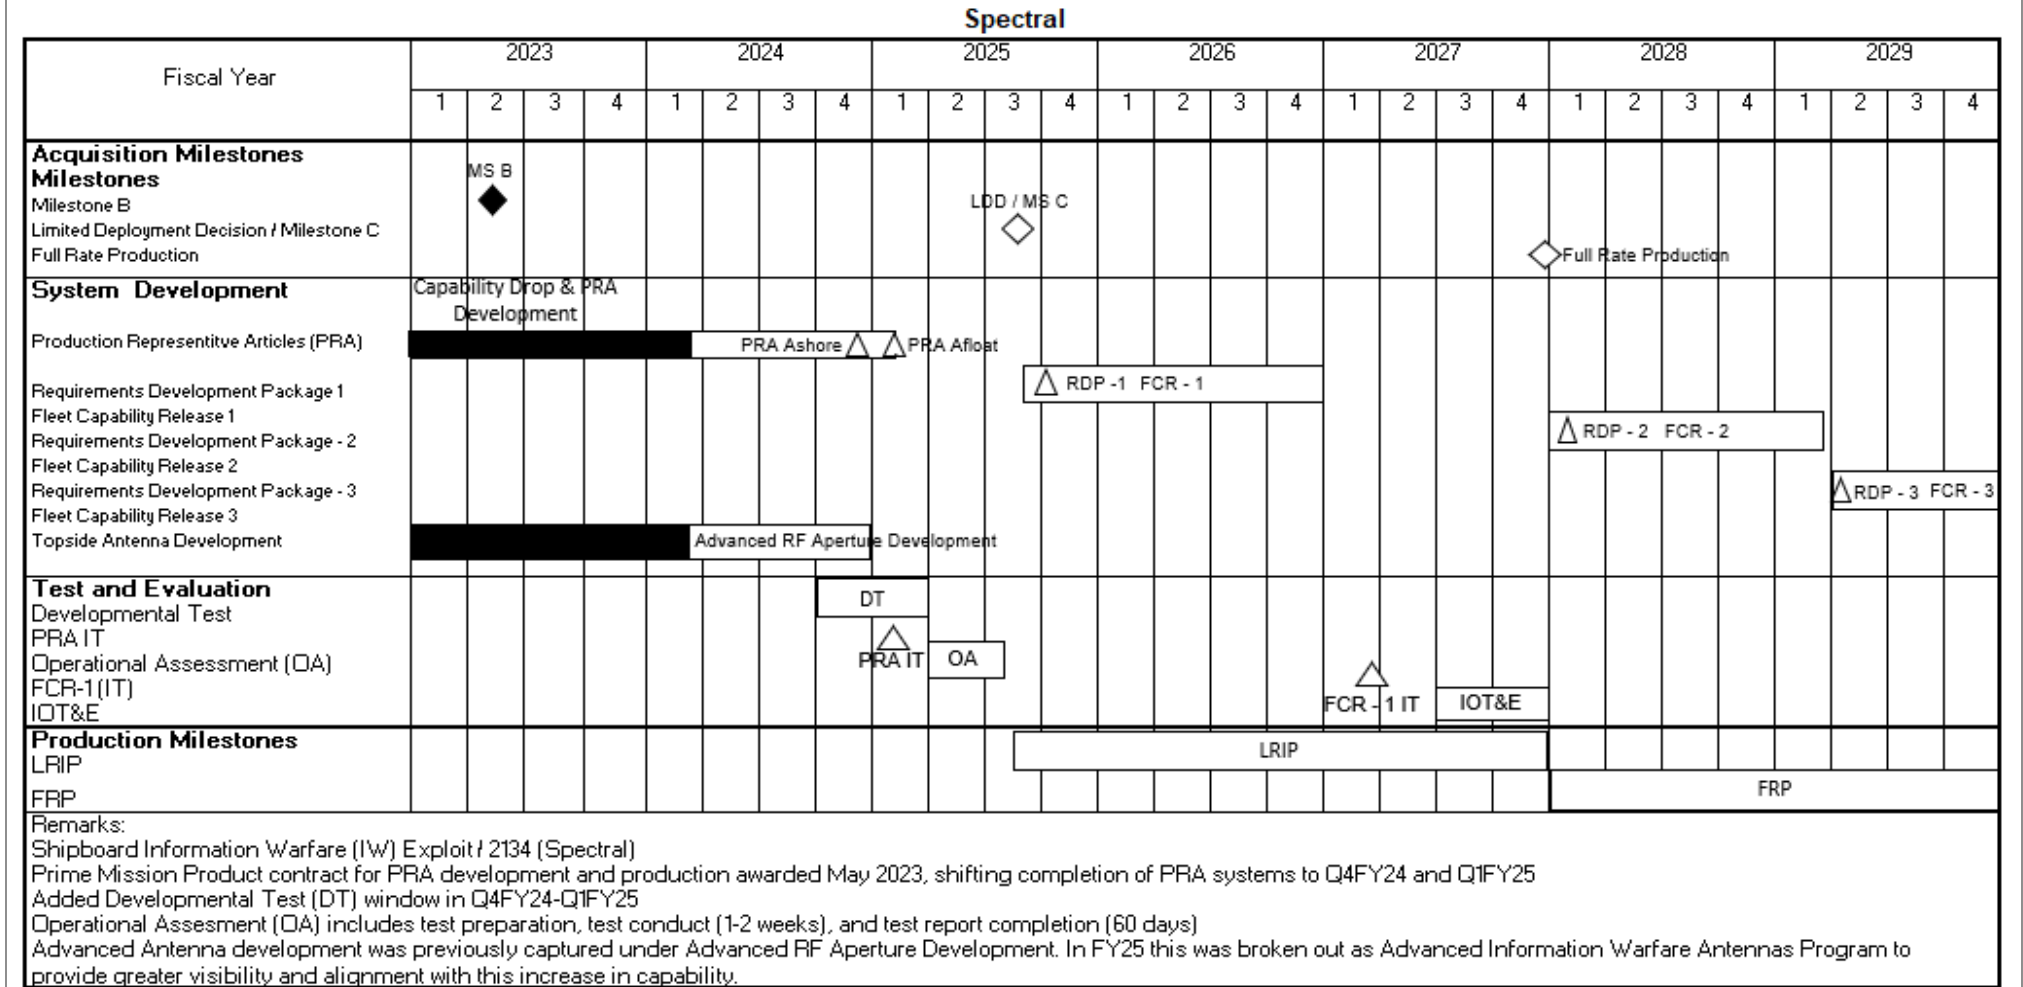 Spectral
Fiscal Year
2023 2024 2025 2026 2027 2028 2029
1 2 3 4 1 2 3 4 1 2 3 4 1 2 3 4 1 2 3 4 1 2 3 4 1 2 3 4
Acquisition Milestones
Milestones
MS B
Milestone B
LDD / MS C
Limited Deployment Decision / Milestone C
Full Rate Production
Full Rate Production
System Development
Capability Drop & PRA
Development
Production Representitve Articles (PRA)
PRA Ashore
PRA Afloat
Requirements Development Package 1
RDP -1 FCR - 1
Fleet Capability Release 1
Requirements Development Package - 2
RDP - 2 FCR - 2
Fleet Capability Release 2
Requirements Development Package - 3
RDP - 3 FCR - 3
Fleet Capability Release 3
Topside Antenna Development
Advanced RF Aperture Development
Test and Evaluation
Developmental Test
DT
PRA IT
PRA IT
Operational Assessment (OA)
OA
FCR-1 (IT)
FCR - 1 IT
IOT&E
IOT&E
Production Milestones
LRIP
LRIP
FRP
FRP
Remarks:
Shipboard Information Warfare (IW) Exploit / 2134 (Spectral)
Prime Mission Product contract for PRA development and production awarded May 2023, shifting completion of PRA systems to Q4FY24 and Q1FY25
Added Developmental Test (DT) window in Q4FY24-Q1FY25
Operational Assesment (OA) includes test preparation, test conduct (1-2 weeks), and test report completion (60 days)
Advanced Antenna development was previously captured under Advanced RF Aperture Development. In FY25 this was broken out as Advanced Information Warfare Antennas Program to
provide greater visibility and alignment with this increase in capability.